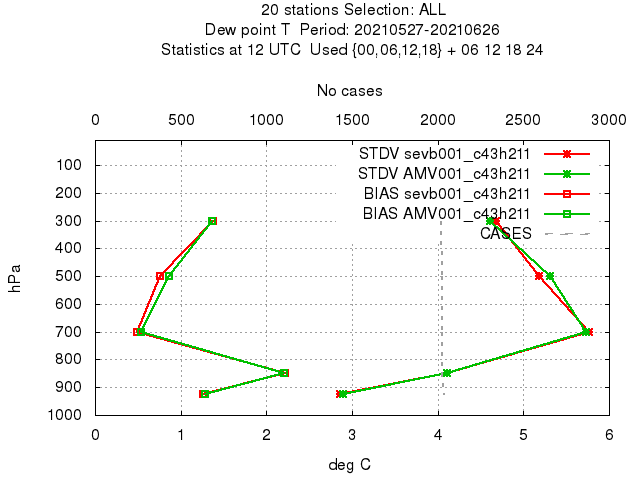 20 stations Selection: ALL
Dew point T  Period: 20210527-20210626
Statistics at 12 UTC  Used {00,06,12,18} + 06 12 18 24
No cases
0 500 1000 1500 2000 2500 3000
STDV sevb001_c43h211
STDV AMV001_c43h211
BIAS sevb001_c43h211
BIAS AMV001_c43h211
CASES
100
200
300
400
500
600
700
800
900
1000
hPa
0 1 2 3 4 5 6
deg C